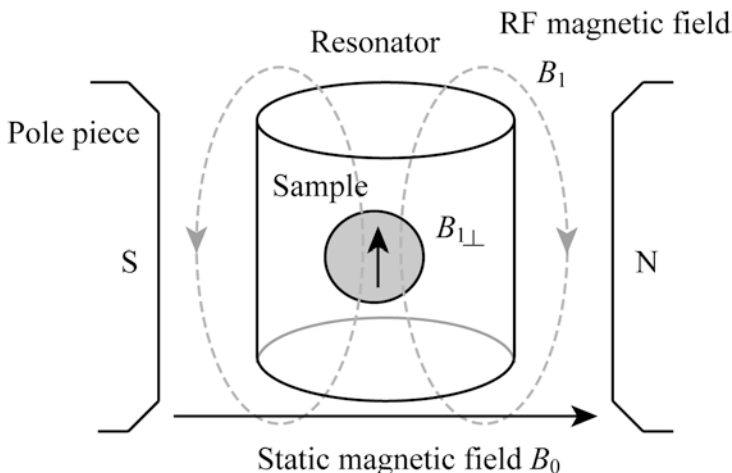 RF magnetic field
Resonator
B₁
Pole piece
Sample
B₁⊥
S
N
Static magnetic field B₀